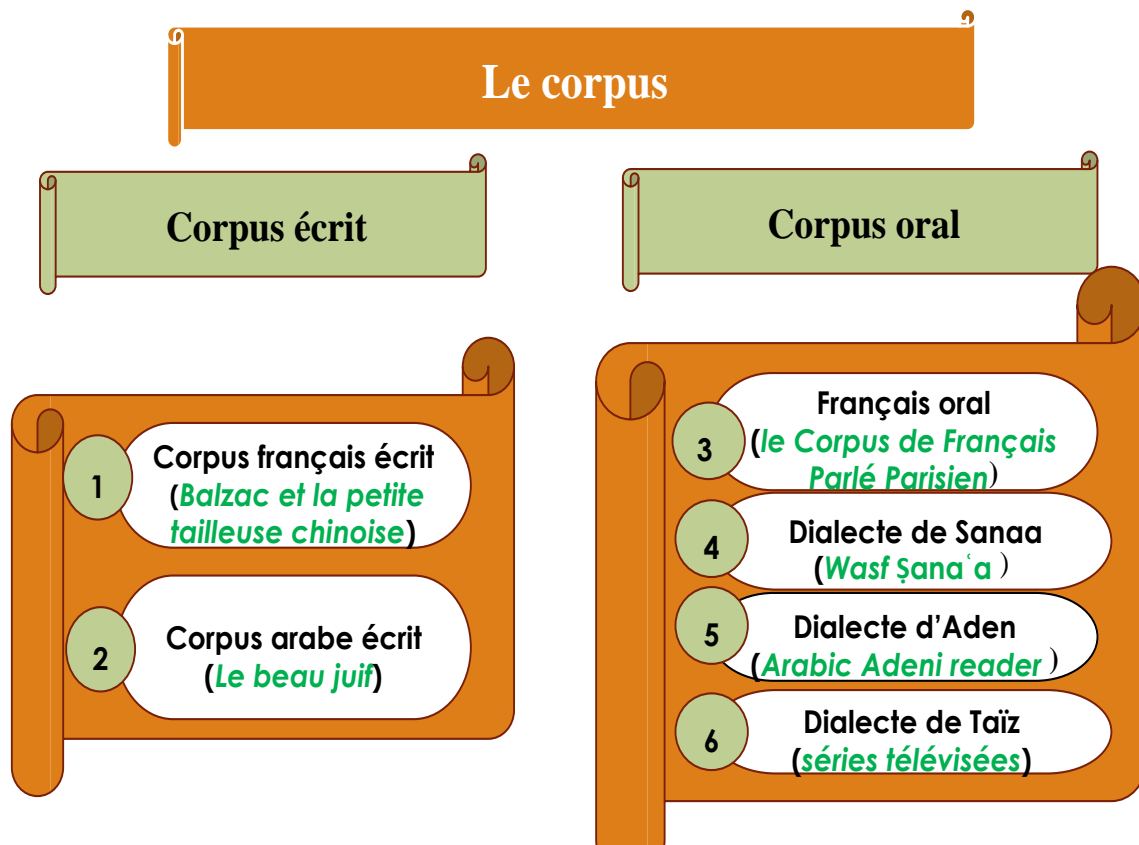 Le corpus
Corpus écrit
Corpus oral
1
Corpus français écrit
(Balzac et la petite
tailleuse chinoise)
2
Corpus arabe écrit
(Le beau juif)
3
Français oral
(le Corpus de Français
Parlé Parisien)
4
Dialecte de Sanaa
(Wasf Ṣanaʿa )
5
Dialecte d’Aden
(Arabic Adeni reader )
6
Dialecte de Taïz
(séries télévisées)